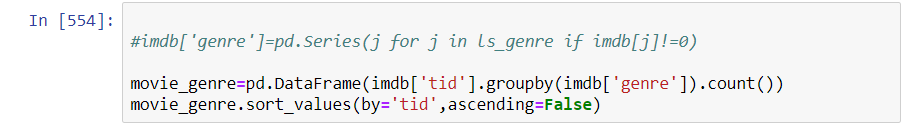 In [554]:
#imdb['genre']=pd.Series(j for j in ls_genre if imdb[j]!=0)
movie_genre=pd.DataFrame(imdb['tid'].groupby(imdb['genre']).count())
movie_genre.sort_values(by='tid',ascending=False)